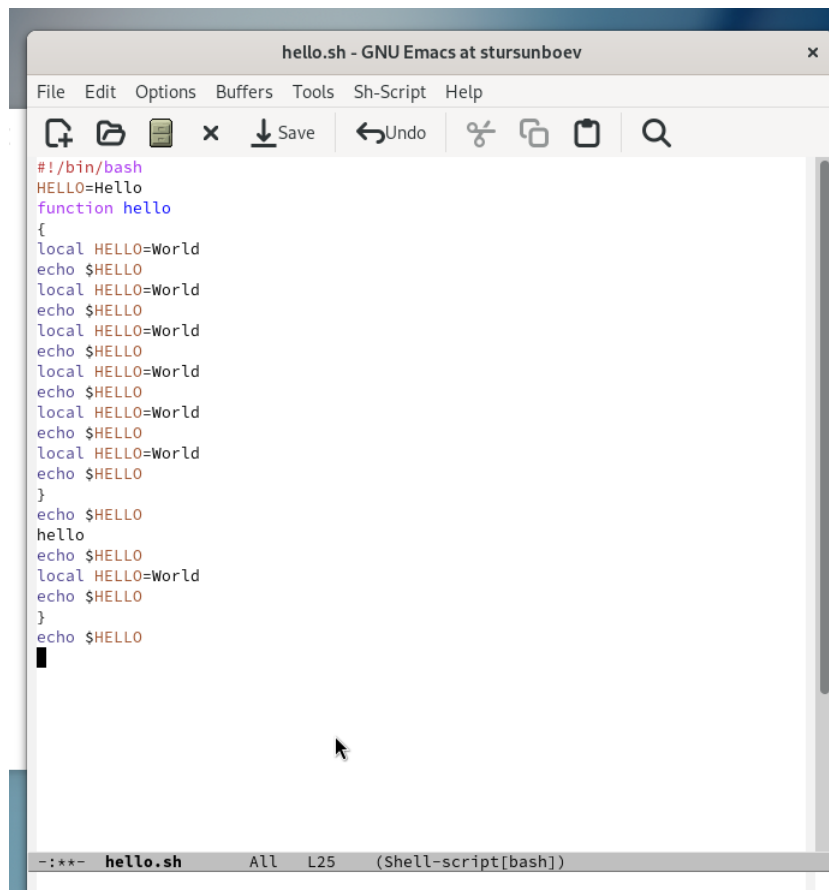 hello.sh - GNU Emacs at stursunboev
File Edit Options Buffers Tools Sh-Script Help
Save Undo
#!/bin/bash
HELLO=Hello
function hello
{
local HELLO=World
echo $HELLO
local HELLO=World
echo $HELLO
local HELLO=World
echo $HELLO
local HELLO=World
echo $HELLO
local HELLO=World
echo $HELLO
local HELLO=World
echo $HELLO
}
echo $HELLO
hello
echo $HELLO
local HELLO=World
echo $HELLO
}
echo $HELLO
-:**- hello.sh All L25 (Shell-script[bash])